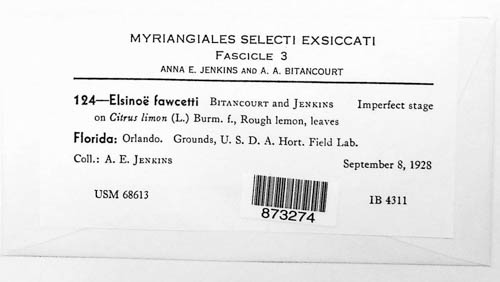 MYRIANGIALES SELECTI EXSICCATI
FASCICLE 3
ANNA E. JENKINS AND A. A. BITANCOURT
124—Elsinoë fawcetti BITANCOURT and JENKINS Imperfect stage
on Citrus limon (L.) Burm. f., Rough lemon, leaves
Florida: Orlando. Grounds, U. S. D. A. Hort. Field Lab.
Coll.: A. E. JENKINS September 8, 1928
USM 68613 IB 4311
873274